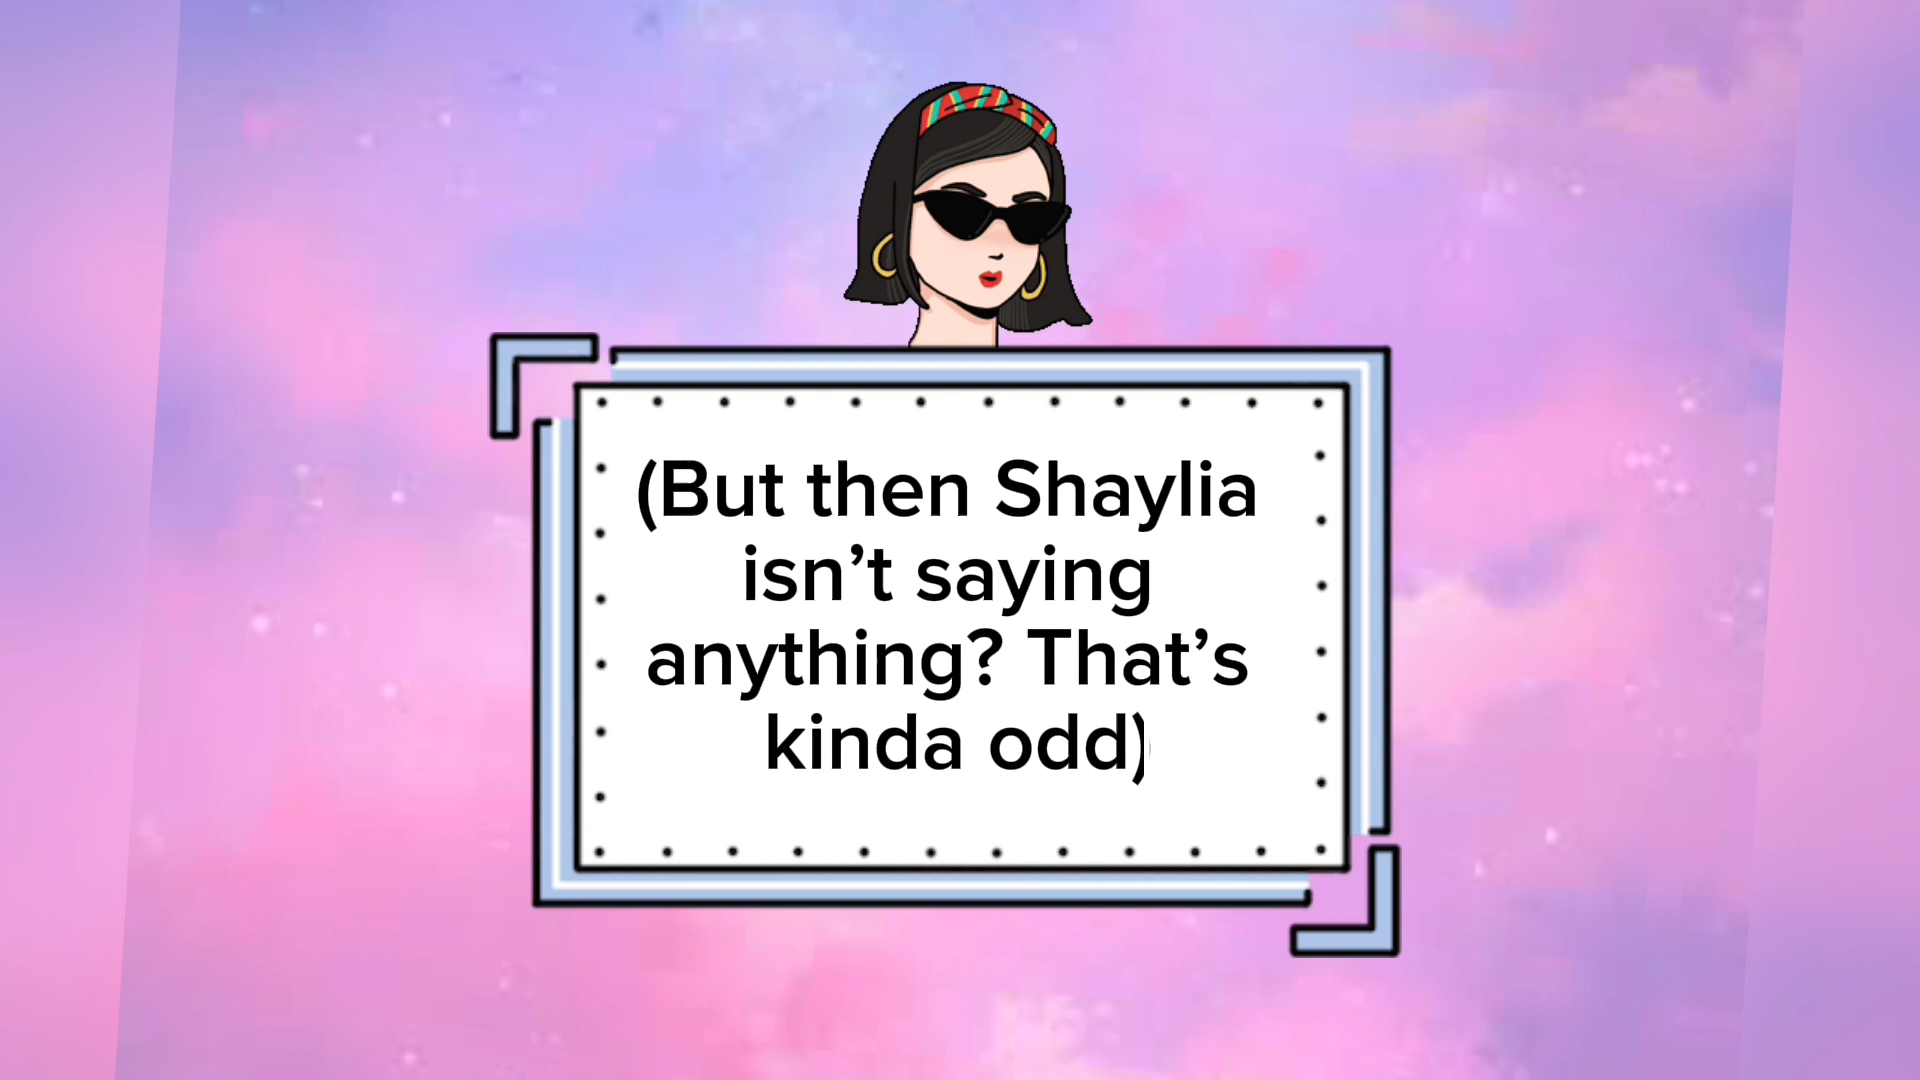 (But then Shaylia
isn’t saying
anything? That’s
kinda odd)